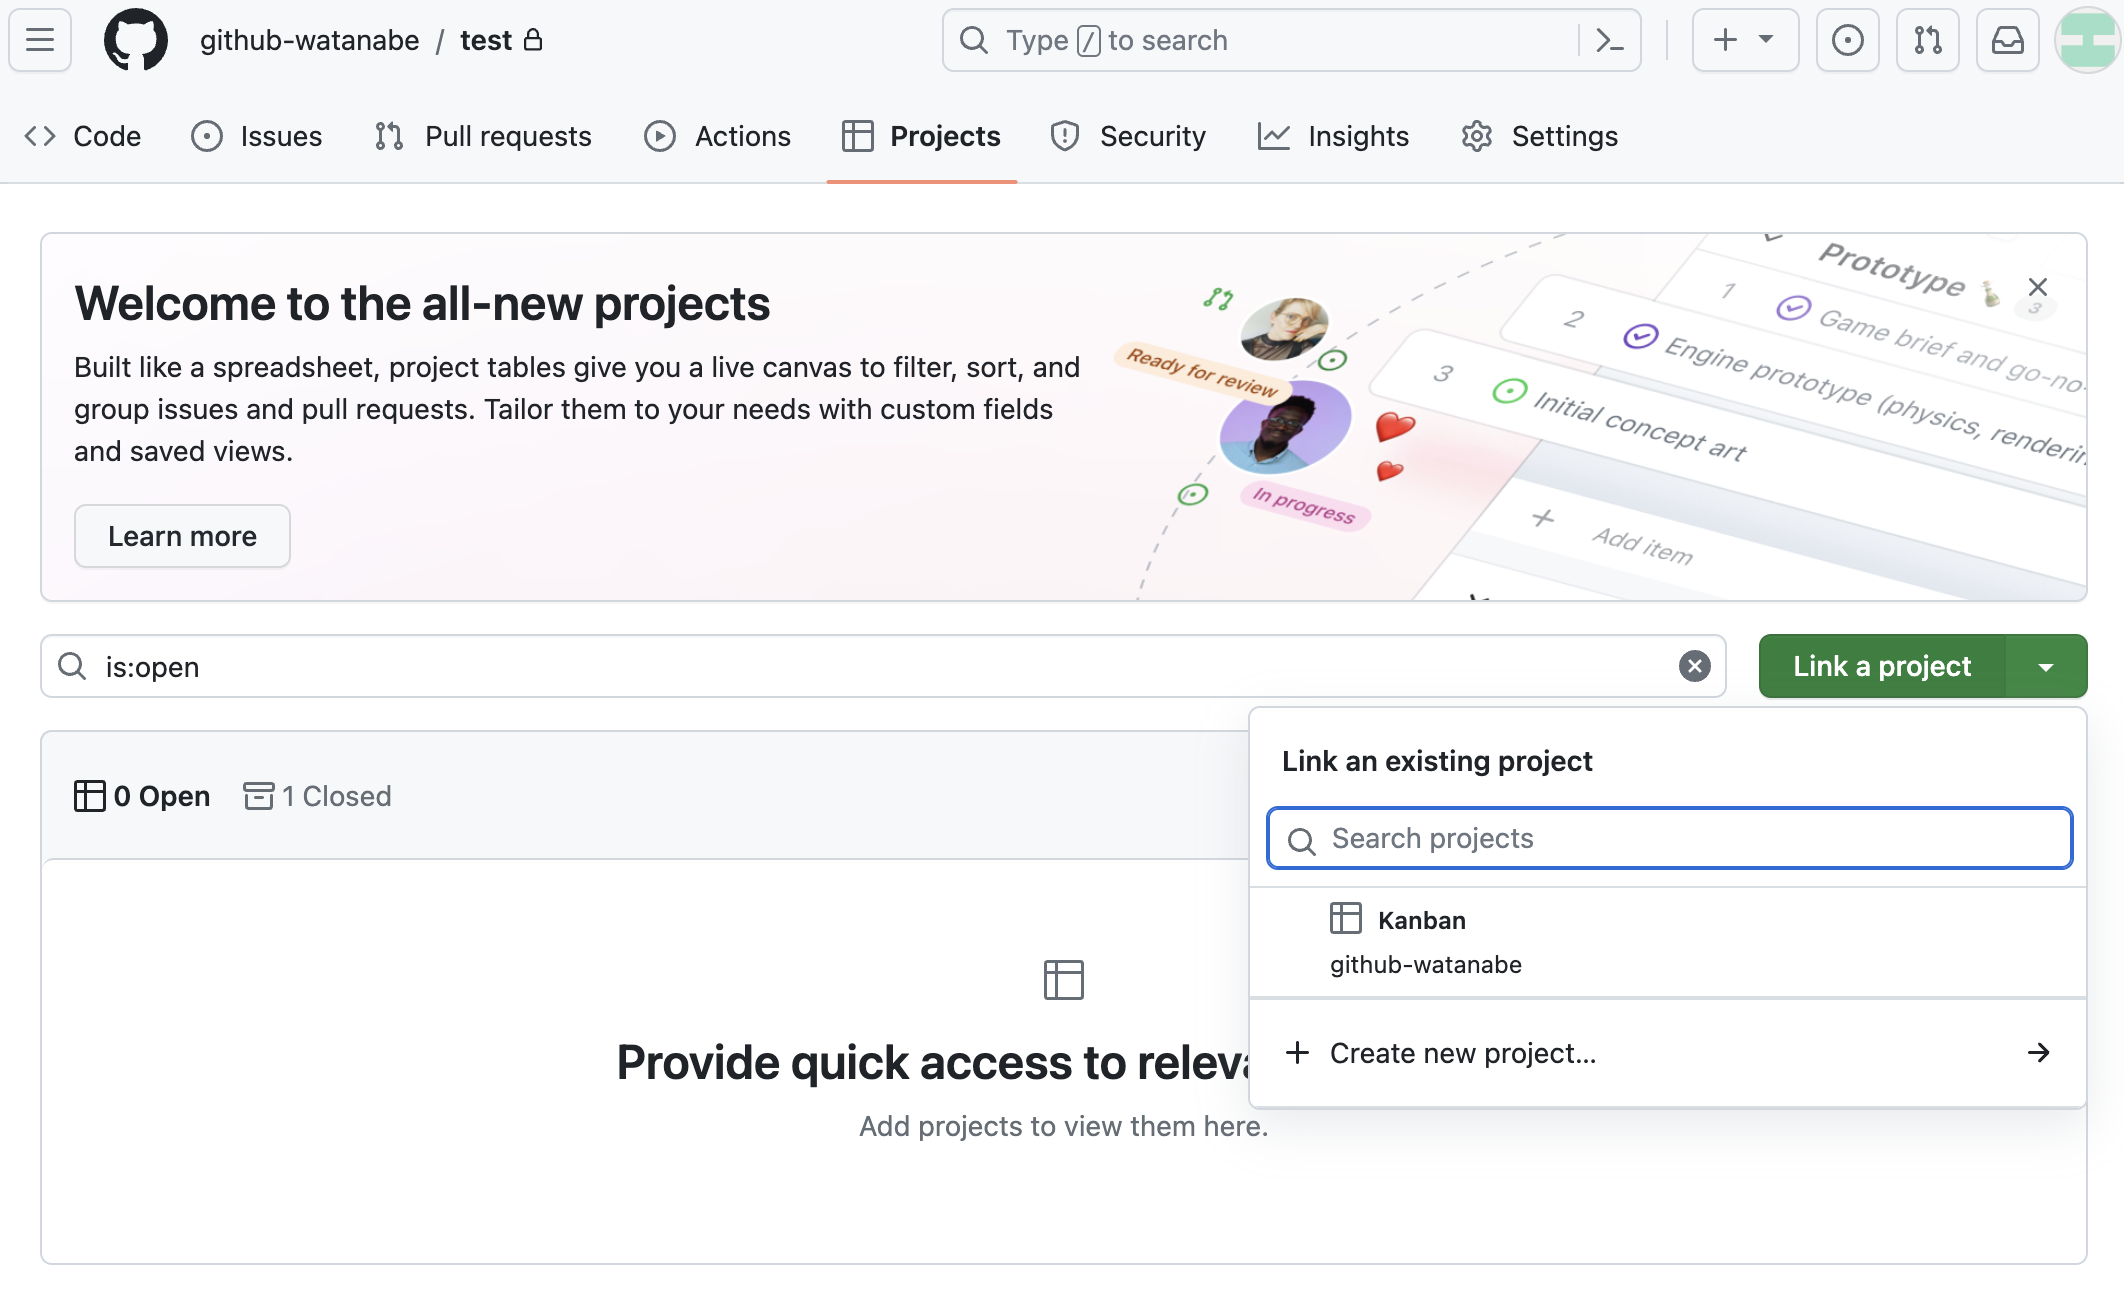 github-watanabe / test
Type / to search
Code
Issues
Pull requests
Actions
Projects
Security
Insights
Settings
Welcome to the all-new projects
Built like a spreadsheet, project tables give you a live canvas to filter, sort, and
group issues and pull requests. Tailor them to your needs with custom fields
and saved views.
Learn more
Ready for review
In progress
Prototype
3
1 Game brief and go-no-
2 Engine prototype (physics,
3 Initial concept art
+ Add item
is:open
Link a project
0 Open
1 Closed
Link an existing project
Search projects
Kanban
github-watanabe
Create new project...
Provide quick access to
Add projects to view them here.